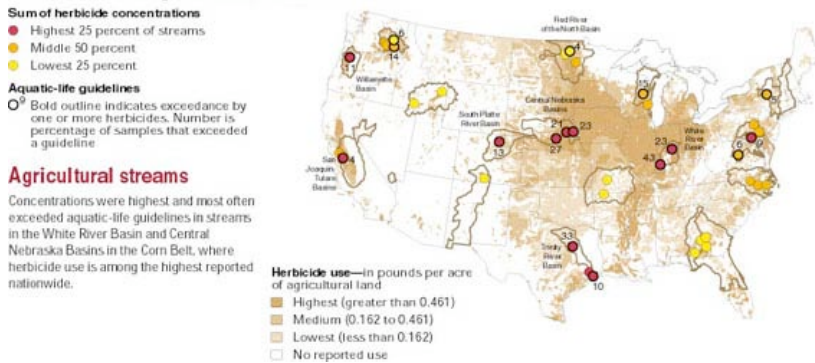 Sum of herbicide concentrations
Highest 25 percent of streams
Middle 50 percent
Lowest 25 percent
Aquatic-life guidelines
9 Bold outline indicates exceedance by
one or more herbicides. Number is
percentage of samples that exceeded
a guideline
Agricultural streams
Concentrations were highest and most often
exceeded aquatic-life guidelines in streams
in the White River Basin and Central
Nebraska Basins in the Corn Belt, where
herbicide use is among the highest reported
nationwide.
Red River
of the North Basin
6
4
11
14
Willamette
Basin
15
5
Central Nebraska
Basins
South Platte
River Basin
21
23
27
13
White
River
Basin
23
43
9
6
San
Joaquin-
Tulare
Basins
4
33
Trinity
River
Basin
10
Herbicide use—in pounds per acre
of agricultural land
Highest (greater than 0.461)
Medium (0.162 to 0.461)
Lowest (less than 0.162)
No reported use